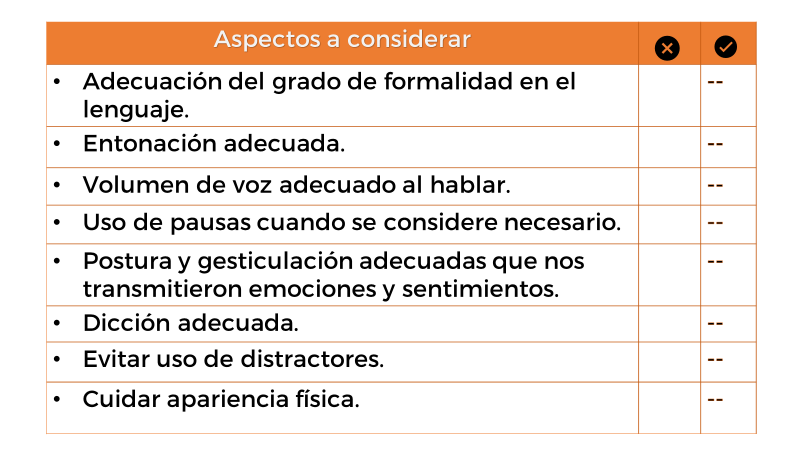 Aspectos a considerar
• Adecuación del grado de formalidad en el --
lenguaje.
• Entonación adecuada. --
• Volumen de voz adecuado al hablar. --
• Uso de pausas cuando se considere necesario. --
• Postura y gesticulación adecuadas que nos --
transmitieron emociones y sentimientos.
• Dicción adecuada. --
• Evitar uso de distractores. --
• Cuidar apariencia física. --